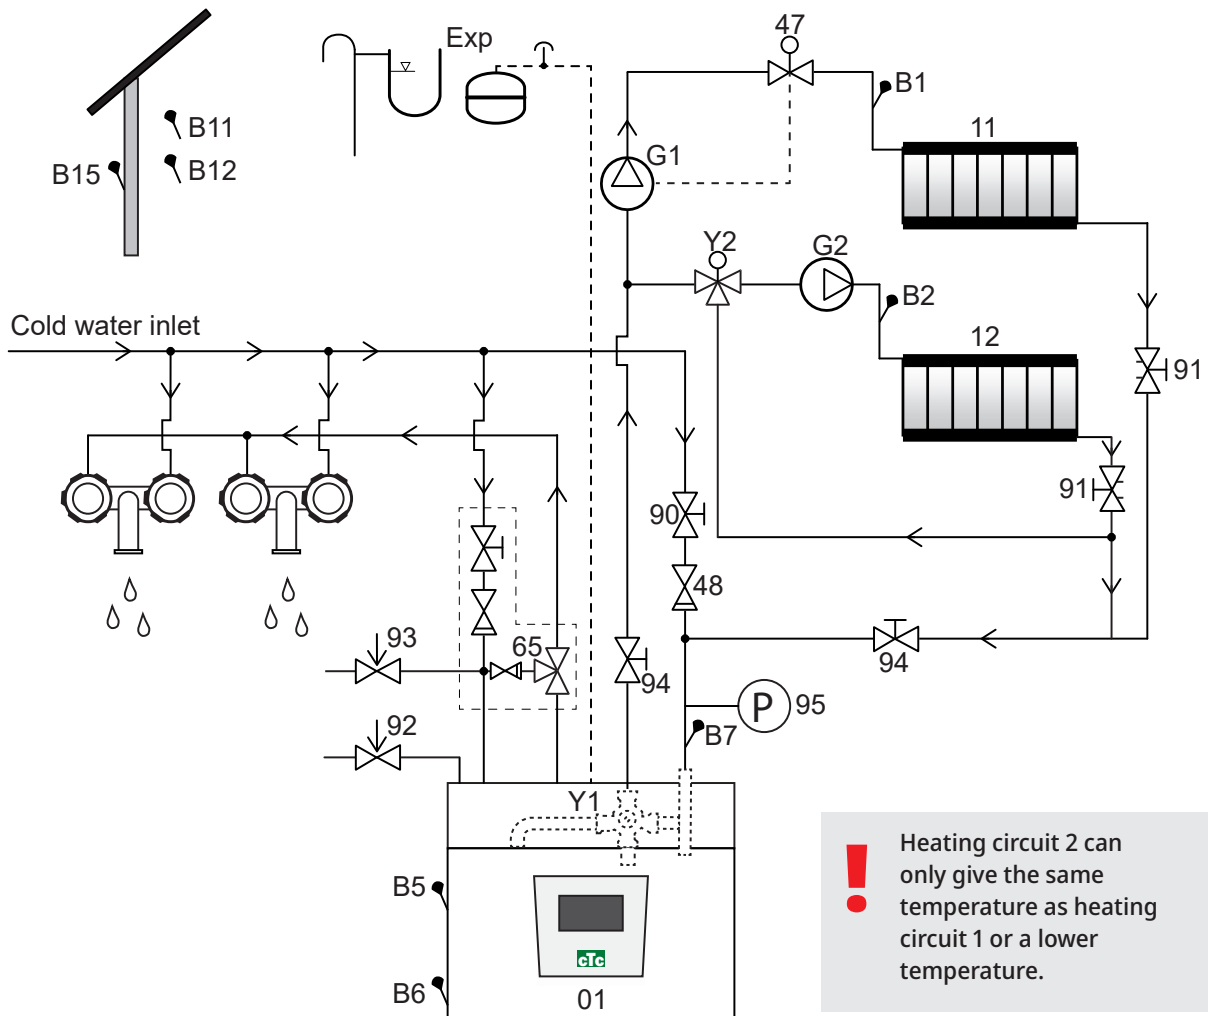 47
Exp
B1
B11
11
G1
B12
B15
Y2
G2
B2
Cold water inlet
12
91
91
90
48
93
65
94
94
P
95
B7
92
Y1
Heating circuit 2 can
only give the same
temperature as heating
circuit 1 or a lower
temperature.
!
B5
cTc
B6
01